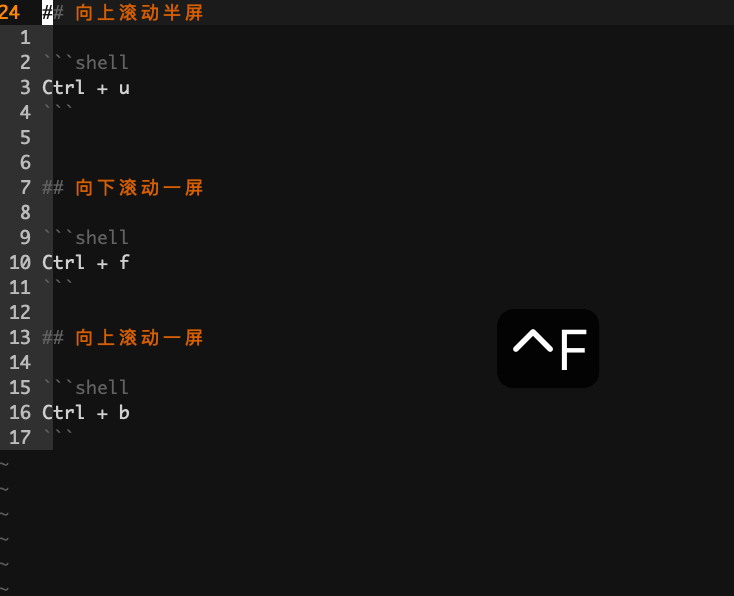 24 ## 向上滚动半屏
1
2 ```shell
3 Ctrl + u
4 ```
5
6
7 ## 向下滚动一屏
8
9 ```shell
10 Ctrl + f
11 ```
12
13 ## 向上滚动一屏
14
15 ```shell
16 Ctrl + b
17 ```
~
~
~
~
~
~
^F